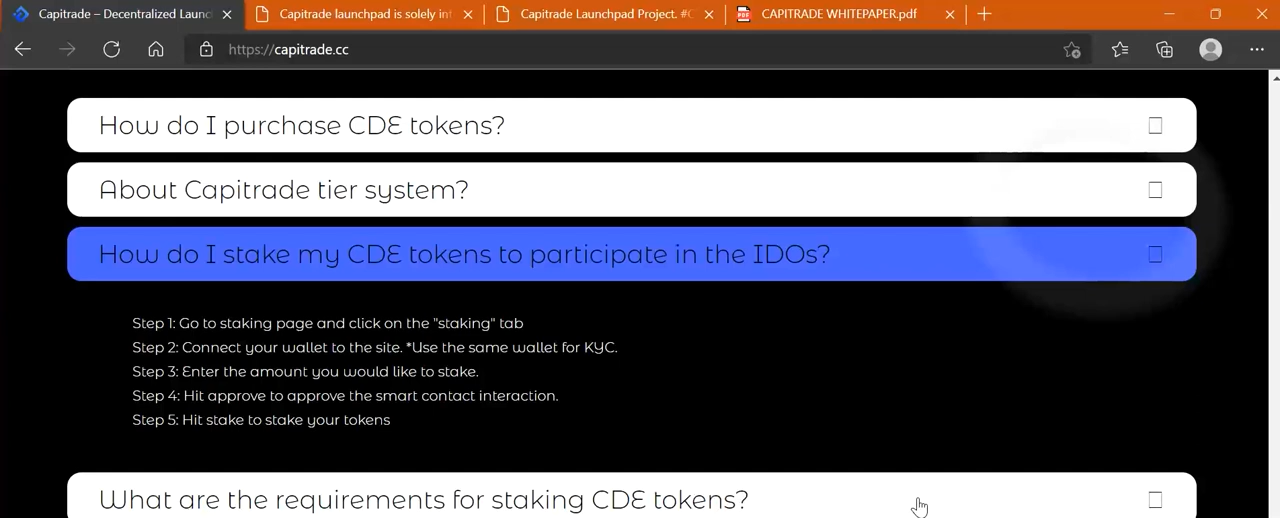 Capitrade – Decentralized Launc
Capitrade launchpad is solely int
Capitrade Launchpad Project. #C
CAPITRADE WHITEPAPER.pdf
https://capitrade.cc
How do I purchase CDE tokens?
About Capitrade tier system?
How do I stake my CDE tokens to participate in the IDOs?
Step 1: Go to staking page and click on the "staking" tab
Step 2: Connect your wallet to the site. *Use the same wallet for KYC.
Step 3: Enter the amount you would like to stake.
Step 4: Hit approve to approve the smart contact interaction.
Step 5: Hit stake to stake your tokens
What are the requirements for staking CDE tokens?